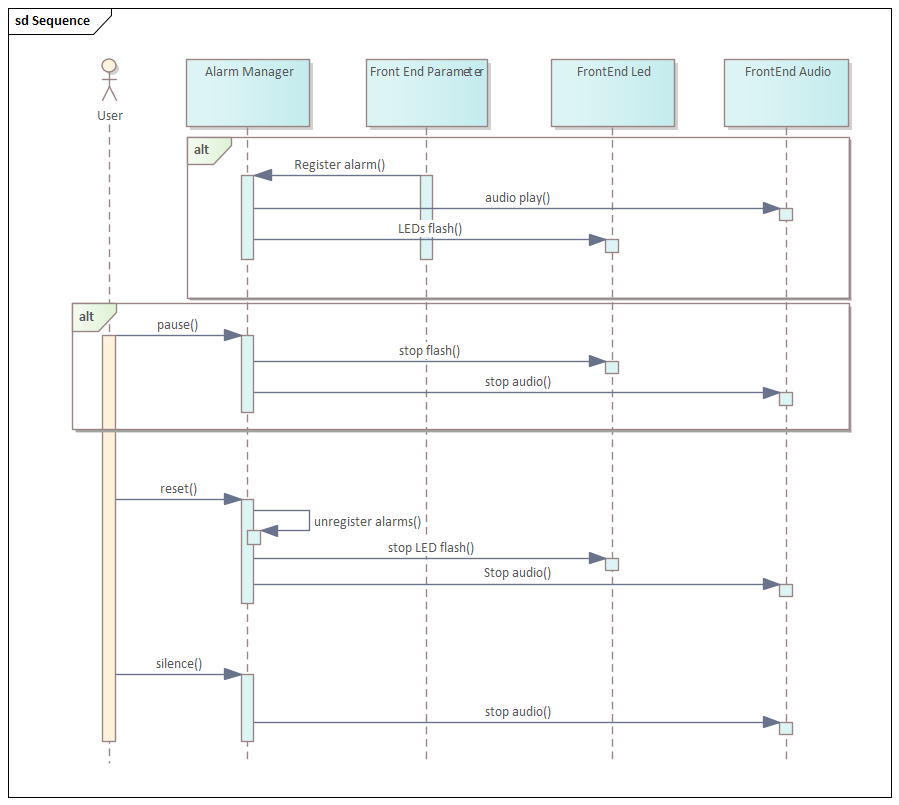 sd Sequence
User
Alarm Manager
Front End Parameter
FrontEnd Led
FrontEnd Audio
alt
Register alarm()
audio play()
LEDs flash()
alt
pause()
stop flash()
stop audio()
reset()
unregister alarms()
stop LED flash()
Stop audio()
silence()
stop audio()